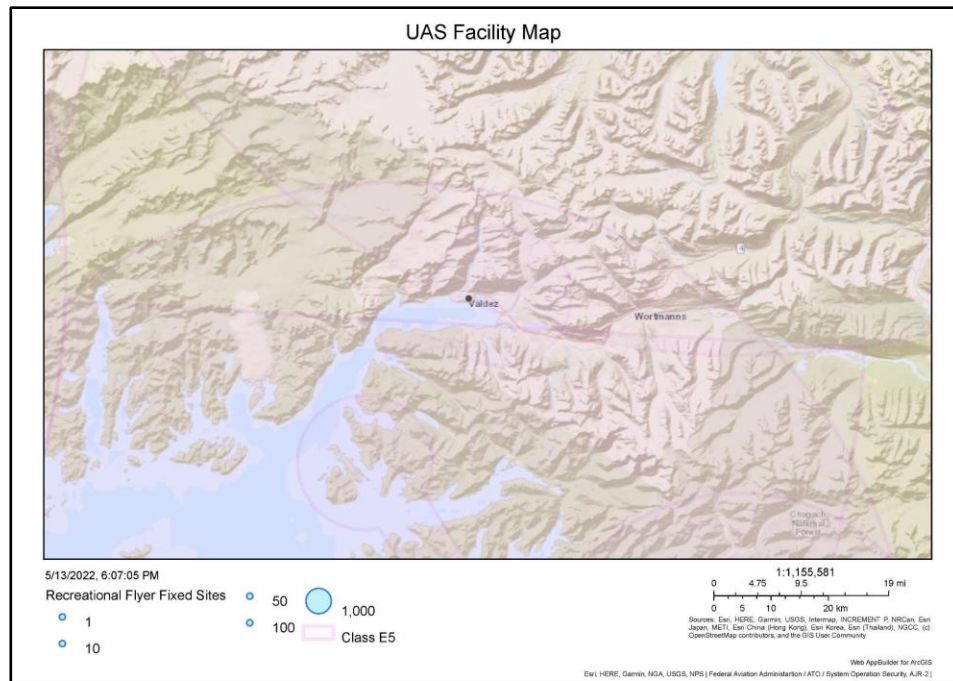 UAS Facility Map
Valdez
Wortmanns
Chugach
National
Forest
5/13/2022, 6:07:05 PM
Recreational Flyer Fixed Sites
1
10
50
100
1,000
Class E5
1:1,155,581
0 4.75 9.5 19 mi
0 5 10 20 km
Sources: Esri, HERE, Garmin, USGS, Intermap, INCREMENT P, NRCan, Esri
Japan, METI, Esri China (Hong Kong), Esri Korea, Esri (Thailand), NGCC, (c)
OpenStreetMap contributors, and the GIS User Community
Web AppBuilder for ArcGIS
Esri, HERE, Garmin, NGA, USGS, NPS | Federal Aviation Administartion / ATO / System Operation Security, AJR-2 |